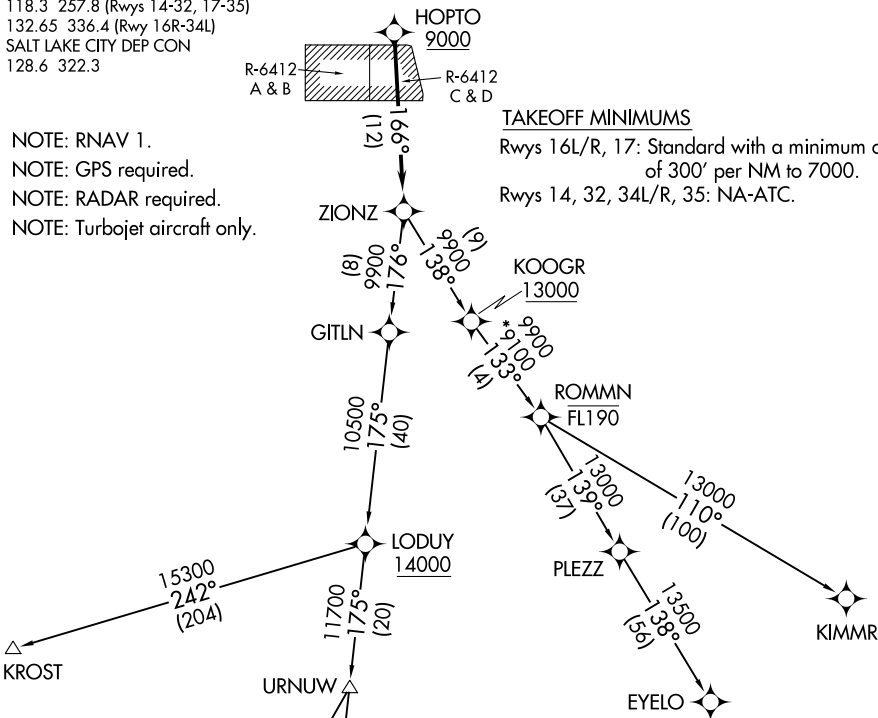 118.3 257.8 (Rwys 14-32, 17-35)
132.65 336.4 (Rwy 16R-34L)
SALT LAKE CITY DEP CON
128.6 322.3
HOPTO
9000
R-6412
A & B
R-6412
C & D
166°
(12)
NOTE: RNAV 1.
NOTE: GPS required.
NOTE: RADAR required.
NOTE: Turbojet aircraft only.
TAKEOFF MINIMUMS
Rwys 16L/R, 17: Standard with a minimum
of 300' per NM to 7000.
Rwys 14, 32, 34L/R, 35: NA-ATC.
ZIONZ
9900
176°
(8)
(9)
9900
138°
KOOGR
13000
GITLN
9900
*9100
133°
(4)
ROMMN
FL190
10500
175°
(40)
13000
139°
(37)
13000
110°
(100)
LODUY
14000
PLEZZ
15300
242°
(204)
11700
175°
(20)
13500
138°
(56)
KIMMR
KROST
URNUW
EYELO